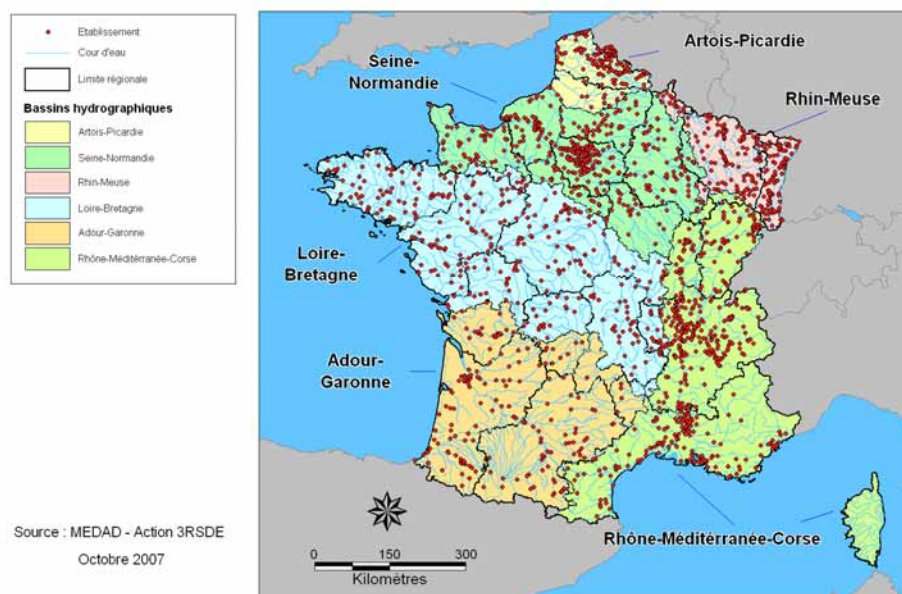 Etablissement
Cour d'eau
Limite régionale
Bassins hydrographiques
Artois-Picardie
Seine-Normandie
Rhin-Meuse
Loire-Bretagne
Adour-Garonne
Rhône-Méditérranée-Corse
Source : MEDAD - Action 3RSDE
Octobre 2007
Artois-Picardie
Seine-
Normandie
Rhin-Meuse
Loire-
Bretagne
Adour-
Garonne
Rhône-Méditérranée-Corse
0 150 300
Kilométres